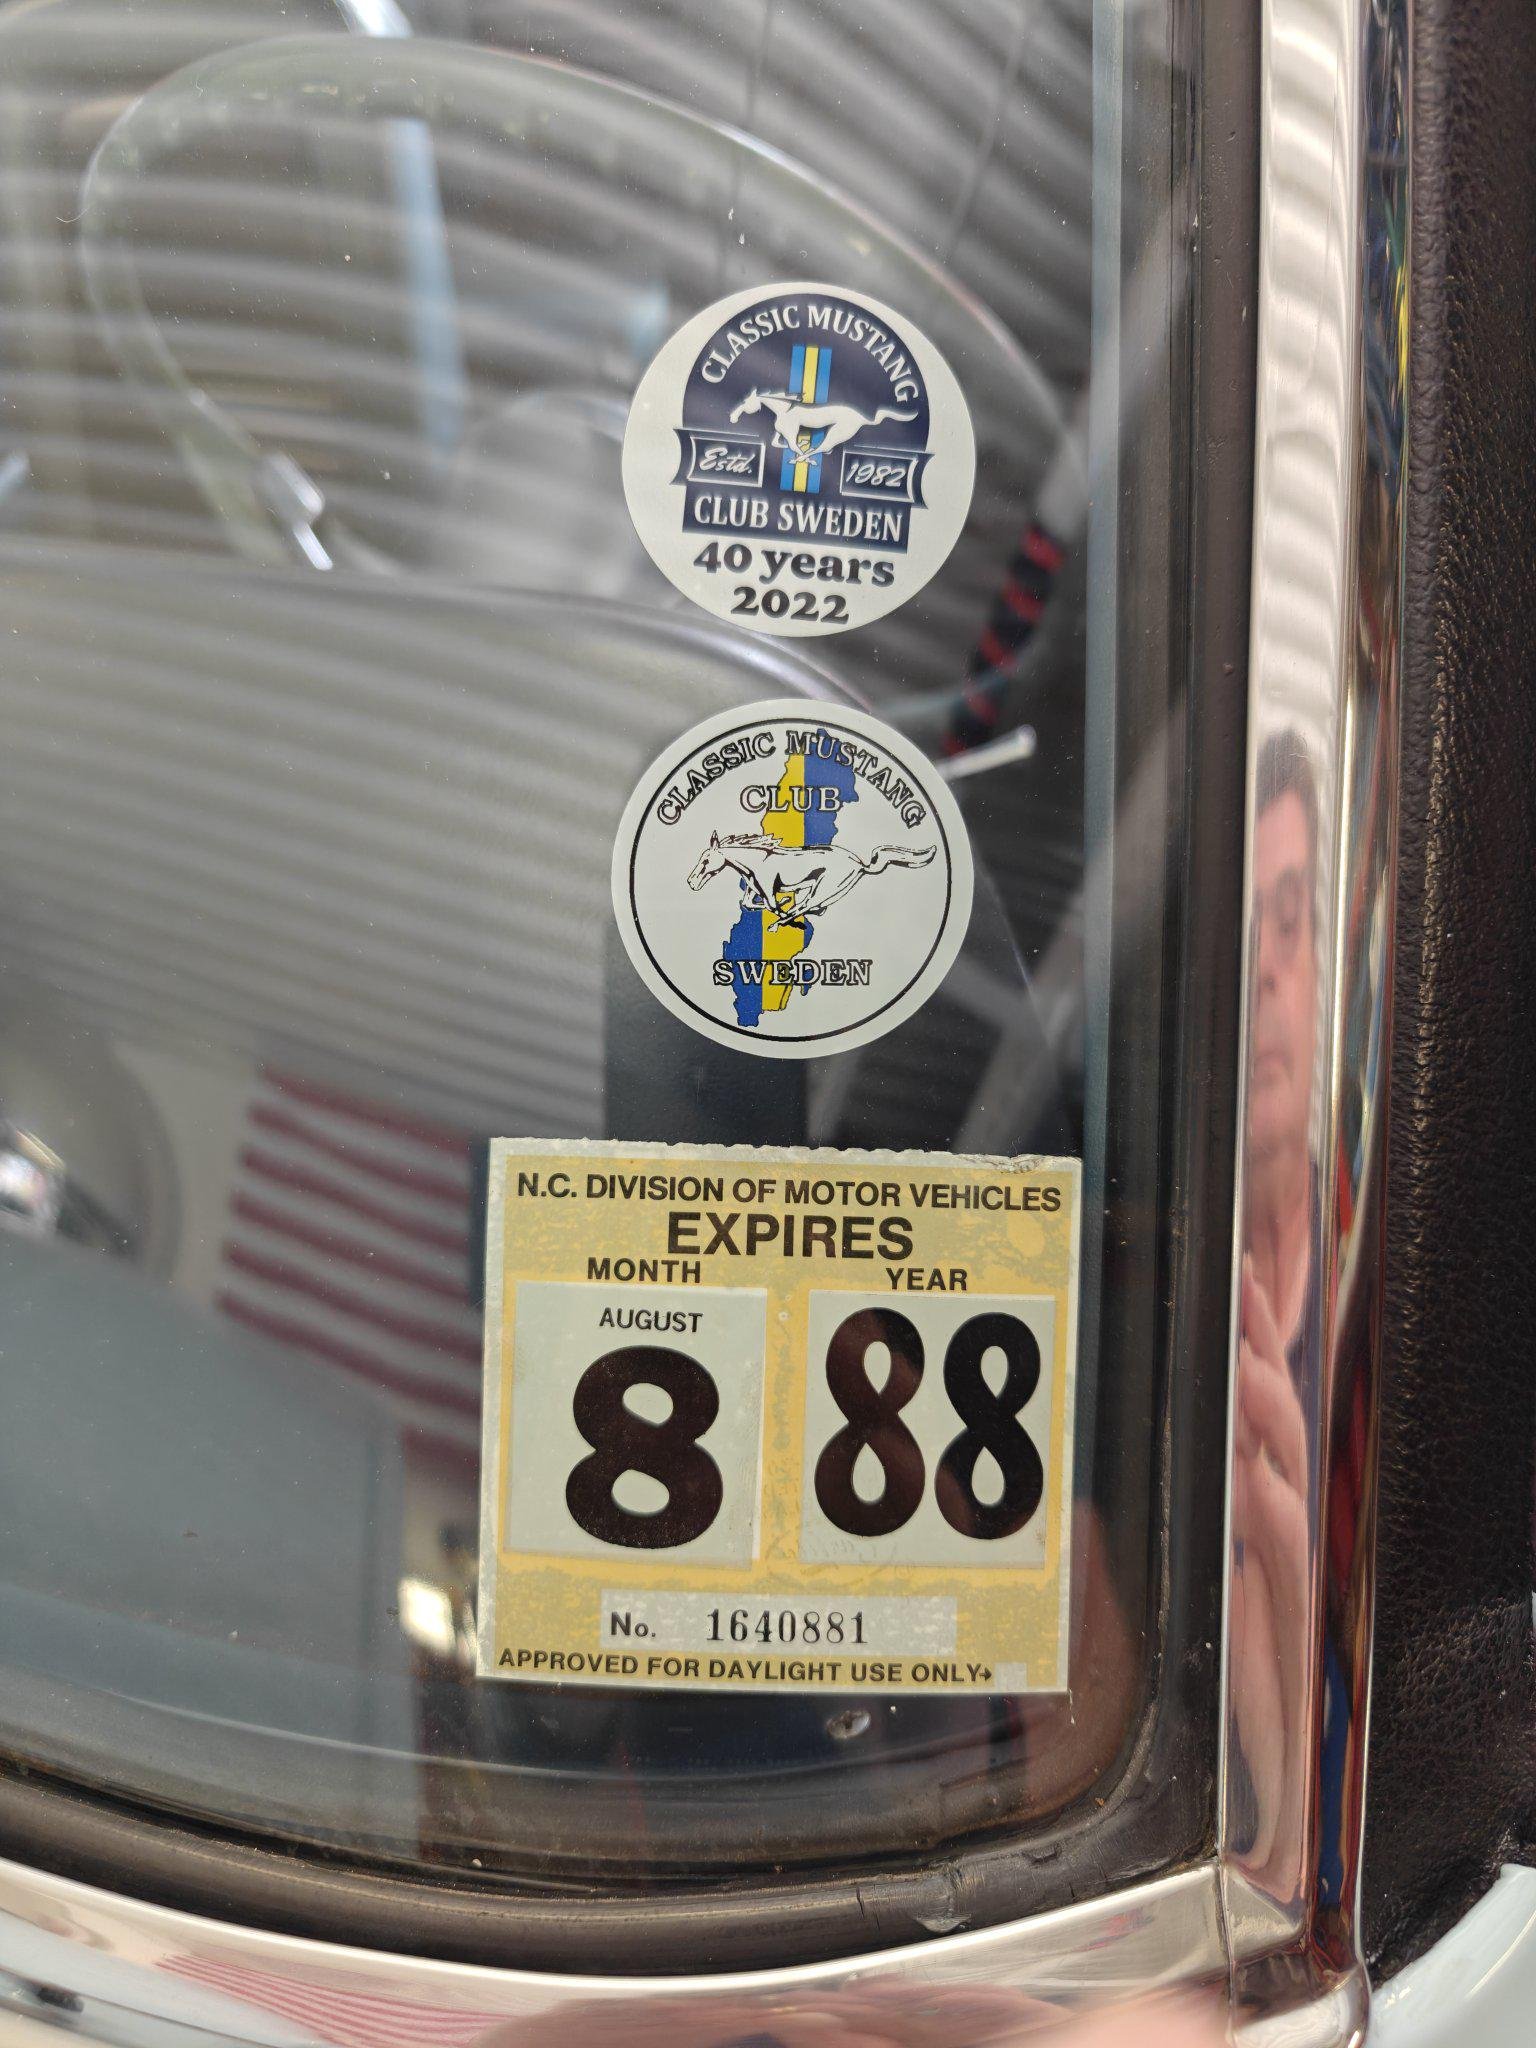 CLASSIC MUSTANG
Estd. 1982
CLUB SWEDEN
40 years
2022
CLASSIC MUSTANG
CLUB
SWEDEN
N.C. DIVISION OF MOTOR VEHICLES
EXPIRES
MONTH YEAR
AUGUST
8 88
No. 1640881
APPROVED FOR DAYLIGHT USE ONLY→